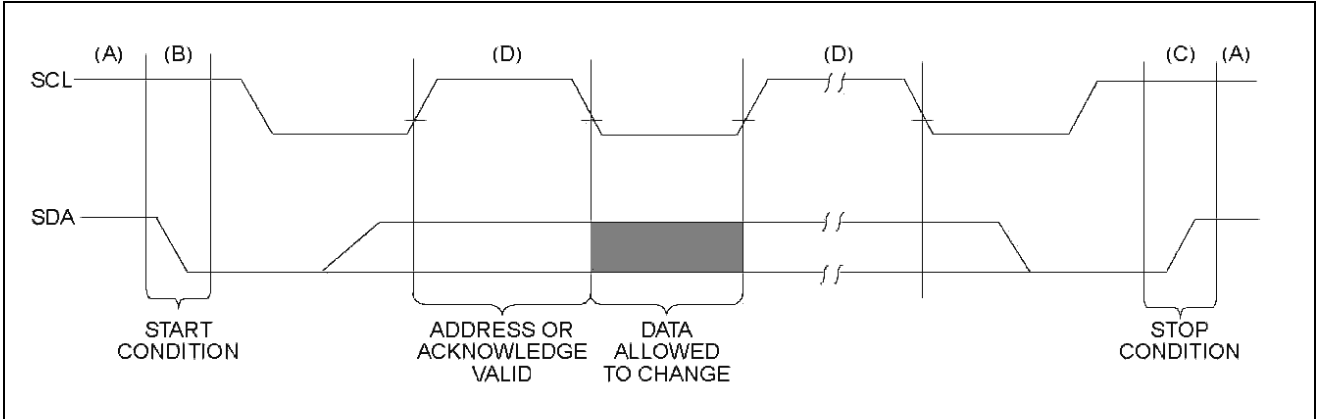 (A) (B) (D) (D) (C) (A)
SCL
SDA
START
CONDITION
ADDRESS OR
ACKNOWLEDGE
VALID
DATA
ALLOWED
TO CHANGE
STOP
CONDITION